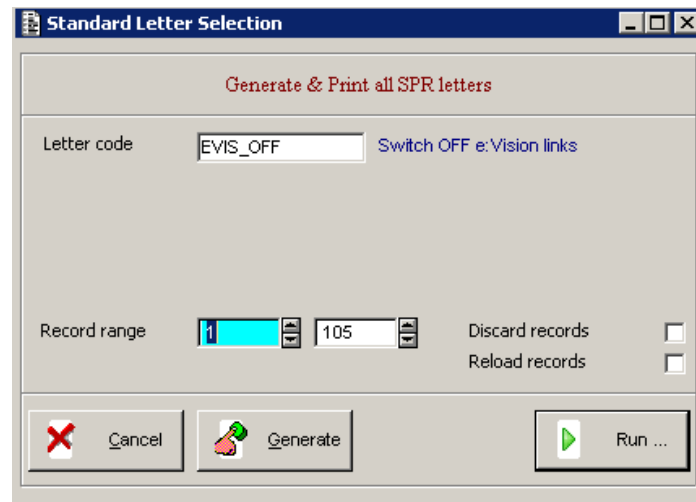 Standard Letter Selection
Generate & Print all SPR letters
Letter code EVIS_OFF Switch OFF e:Vision links
Record range 1 105 Discard records
Reload records
Cancel Generate Run ...